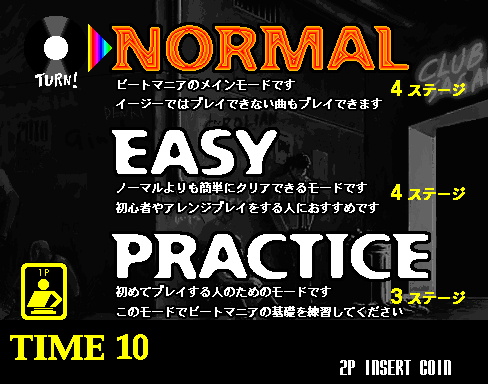 NORMAL
TURN!
ビートマニアのメインモードです
イージーではプレイできない曲もプレイできます
4 ステージ
CLUB
EASY
ノーマルよりも簡単にクリアできるモードです
初心者やアレンジプレイをする人におすすめです
4 ステージ
PRACTICE
初めてプレイする人のためのモードです
このモードでビートマニアの基礎を練習してください
3 ステージ
1P
TIME 10
2P INSERT COIN